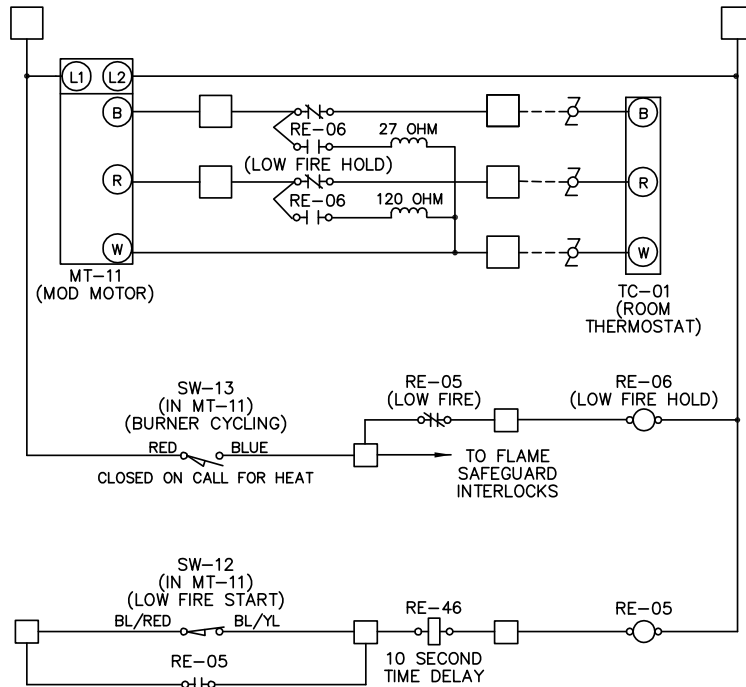 L1 L2
B B
RE-06 27 OHM
(LOW FIRE HOLD)
R R
RE-06 120 OHM
W W
MT-11
(MOD MOTOR)
TC-01
(ROOM
THERMOSTAT)
SW-13
(IN MT-11)
(BURNER CYCLING)
RE-05
(LOW FIRE)
RE-06
(LOW FIRE HOLD)
RED BLUE
CLOSED ON CALL FOR HEAT
TO FLAME
SAFEGUARD
INTERLOCKS
SW-12
(IN MT-11)
(LOW FIRE START)
BL/RED BL/YL
RE-46
RE-05
RE-05
10 SECOND
TIME DELAY